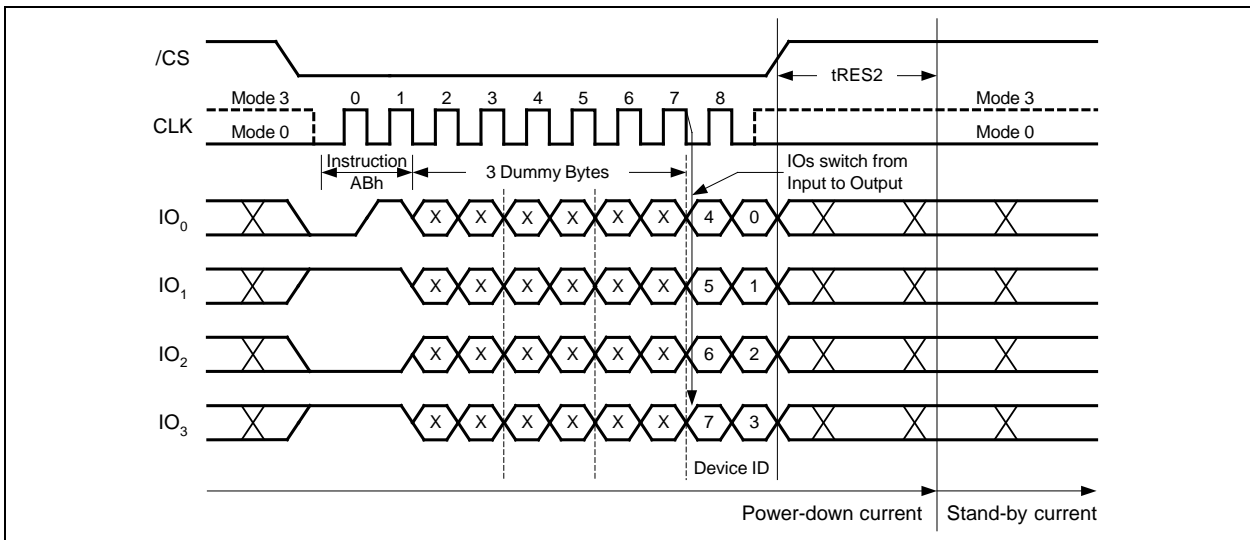 /CS
tRES2
Mode 3 0 1 2 3 4 5 6 7 8 Mode 3
CLK
Mode 0 Mode 0
Instruction
ABh
3 Dummy Bytes
IOs switch from
Input to Output
IO0 X X X X X X 4 0
IO1 X X X X X X 5 1
IO2 X X X X X X 6 2
IO3 X X X X X X 7 3
Device ID
Power-down current Stand-by current